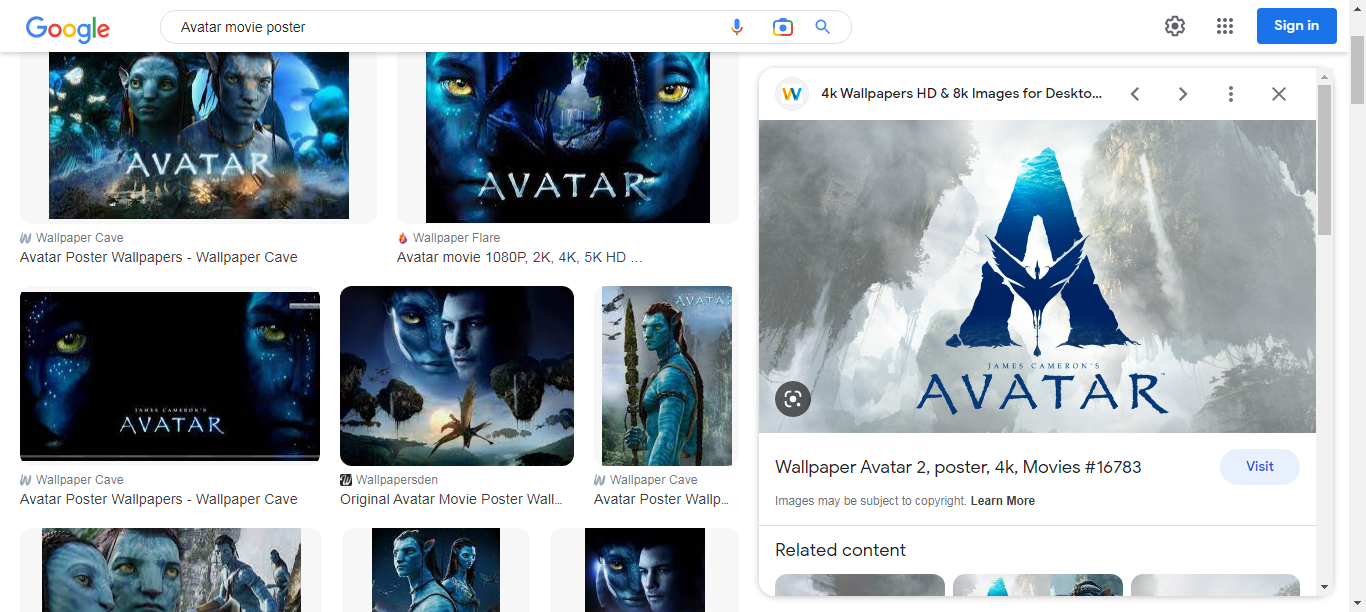 Google
Avatar movie poster
Sign in
AVATAR
Wallpaper Cave
Avatar Poster Wallpapers - Wallpaper Cave
AVATAR
Wallpaper Flare
Avatar movie 1080P, 2K, 4K, 5K HD ...
JAMES CAMERON'S
AVATAR
Wallpaper Cave
Avatar Poster Wallpapers - Wallpaper Cave
Wallpapersden
Original Avatar Movie Poster Wall...
AVATAR
Wallpaper Cave
Avatar Poster Wallp...
W
4k Wallpapers HD & 8k Images for Deskto...
JAMES CAMERON'S
AVATAR™
Wallpaper Avatar 2, poster, 4k, Movies #16783
Visit
Images may be subject to copyright. Learn More
Related content